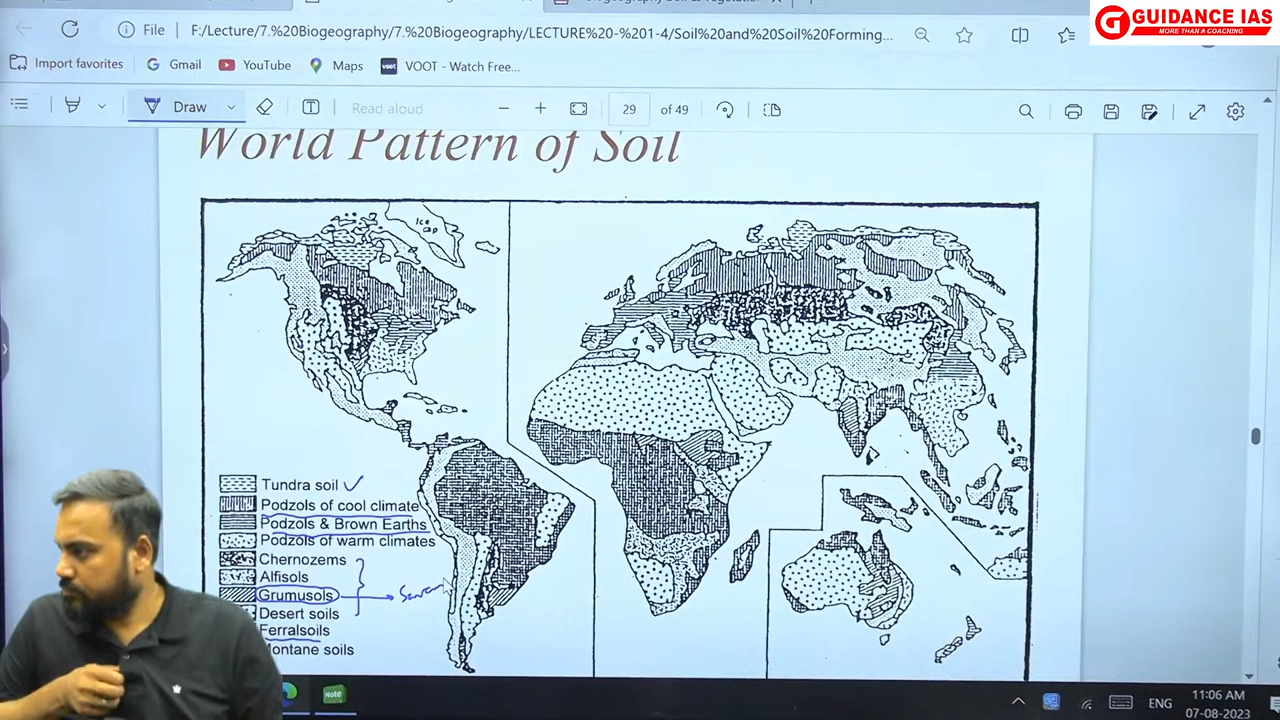 GUIDANCE IAS
MORE THAN A COACHING
File
F:/Lecture/7.%20Biogeography/7.%20Biogeography/LECTURE%20-%201-4/Soil%20and%20Soil%20Forming...
Import favorites
Gmail
YouTube
Maps
voot
VOOT - Watch Free...
Draw
Read aloud
29
of 49
World Pattern of Soil
Ice
cap
Tundra soil
Podzols of cool climate
Podzols & Brown Earths
Podzols of warm climates
Chernozems
Alfisols
Grumusols
Desert soils
Ferralsoils
ontane soils
Note
ENG
11:06 AM
07-08-2023